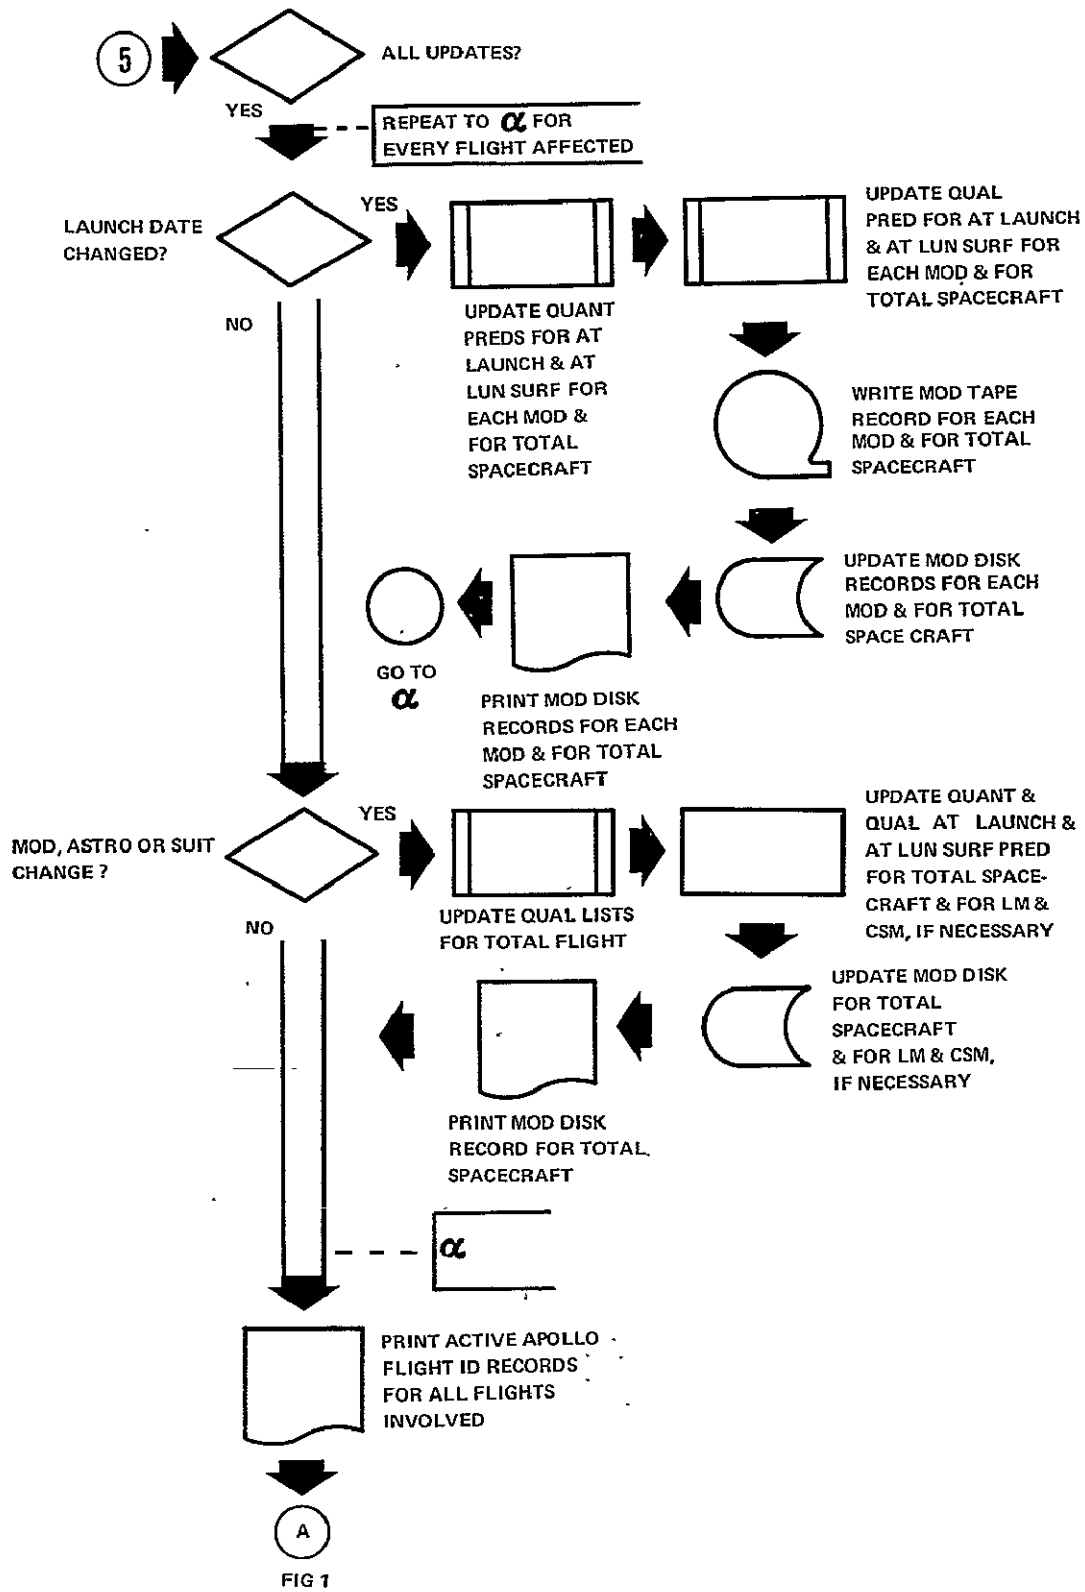 5
ALL UPDATES?
YES
REPEAT TO α FOR
EVERY FLIGHT AFFECTED
LAUNCH DATE
CHANGED?
YES
NO
UPDATE QUANT
PREDS FOR AT
LAUNCH & AT
LUN SURF FOR
EACH MOD &
FOR TOTAL
SPACECRAFT
UPDATE QUAL
PRED FOR AT LAUNCH
& AT LUN SURF FOR
EACH MOD & FOR
TOTAL SPACECRAFT
WRITE MOD TAPE
RECORD FOR EACH
MOD & FOR TOTAL
SPACECRAFT
UPDATE MOD DISK
RECORDS FOR EACH
MOD & FOR TOTAL
SPACE CRAFT
PRINT MOD DISK
RECORDS FOR EACH
MOD & FOR TOTAL
SPACECRAFT
GO TO
α
MOD, ASTRO OR SUIT
CHANGE ?
YES
NO
UPDATE QUAL LISTS
FOR TOTAL FLIGHT
UPDATE QUANT &
QUAL AT LAUNCH &
AT LUN SURF PRED
FOR TOTAL SPACE-
CRAFT & FOR LM &
CSM, IF NECESSARY
UPDATE MOD DISK
FOR TOTAL
SPACECRAFT
& FOR LM & CSM,
IF NECESSARY
PRINT MOD DISK
RECORD FOR TOTAL
SPACECRAFT
α
PRINT ACTIVE APOLLO
FLIGHT ID RECORDS
FOR ALL FLIGHTS
INVOLVED
A
FIG 1